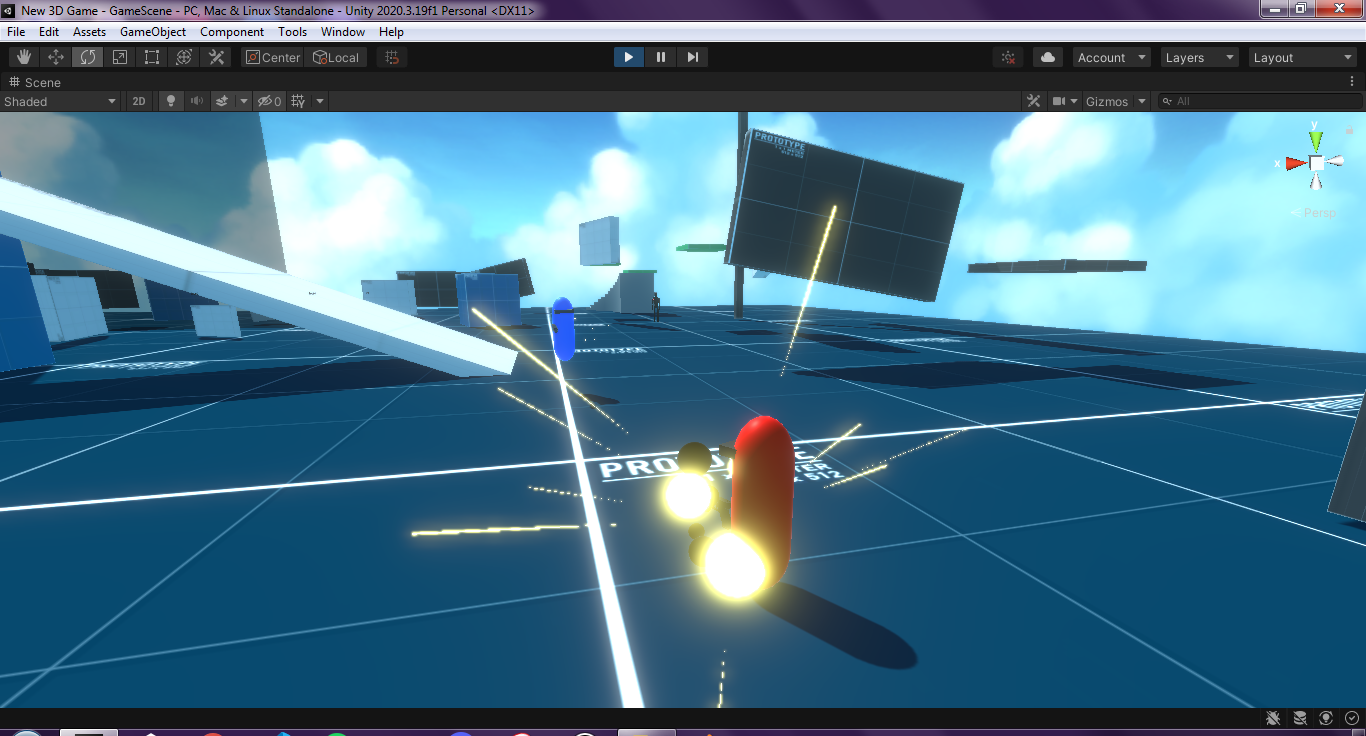 New 3D Game - GameScene - PC, Mac & Linux Standalone - Unity 2020.3.19f1 Personal <DX11>
File Edit Assets GameObject Component Tools Window Help
Center Local Account Layers Layout
Scene
Shaded 2D 0 Gizmos All
PROTOTYPE
y
x
Persp